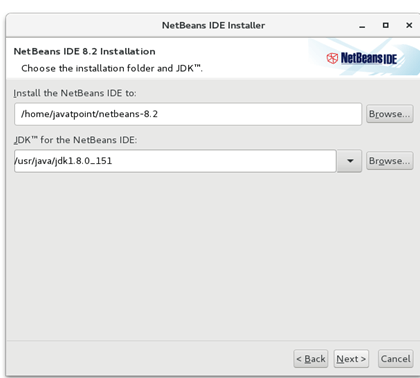 NetBeans IDE Installer
NetBeans IDE 8.2 Installation
Choose the installation folder and JDK™.
NetBeans IDE
Install the NetBeans IDE to:
/home/javatpoint/netbeans-8.2
Browse...
JDK™ for the NetBeans IDE:
/usr/java/jdk1.8.0_151
Browse...
< Back
Next >
Cancel